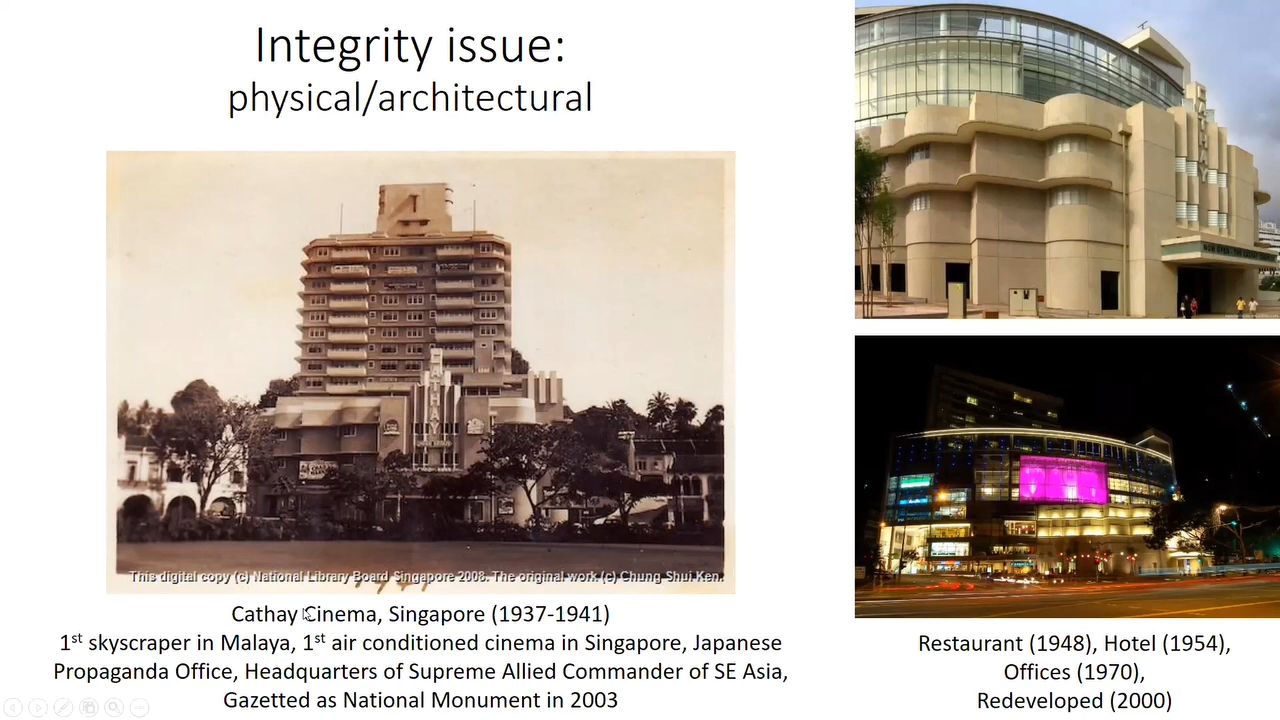 Integrity issue:
physical/architectural
This digital copy (c) National Library Board Singapore 2008. The original work (c) Chung Shui Ken.
Cathay Cinema, Singapore (1937-1941)
1st skyscraper in Malaya, 1st air conditioned cinema in Singapore, Japanese
Propaganda Office, Headquarters of Supreme Allied Commander of SE Asia,
Gazetted as National Monument in 2003
CATHAY
Restaurant (1948), Hotel (1954),
Offices (1970),
Redeveloped (2000)